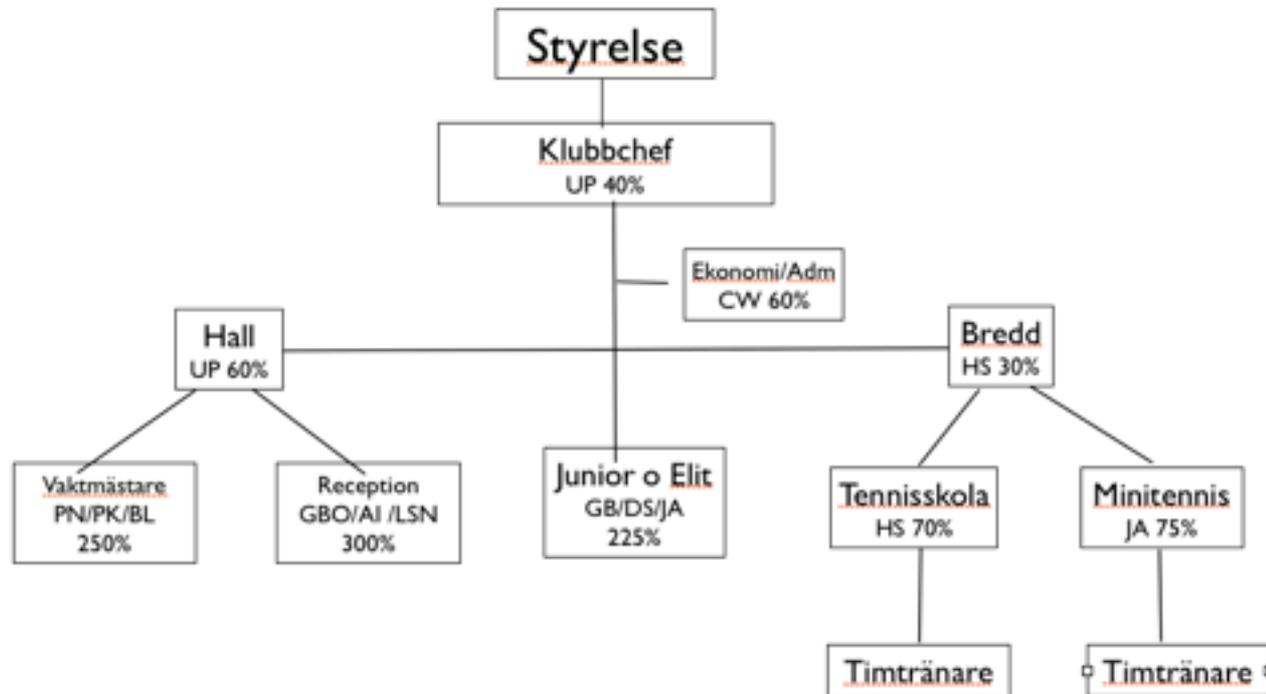 Styrelse
Klubbchef
UP 40%
Ekonomi/Adm
CW 60%
Hall
UP 60%
Bredd
HS 30%
Vaktmästare
PN/PK/BL
250%
Reception
GBO/AI /LSN
300%
Junior o Elit
GB/DS/JA
225%
Tennisskola
HS 70%
Minitennis
JA 75%
Timtränare
Timtränare